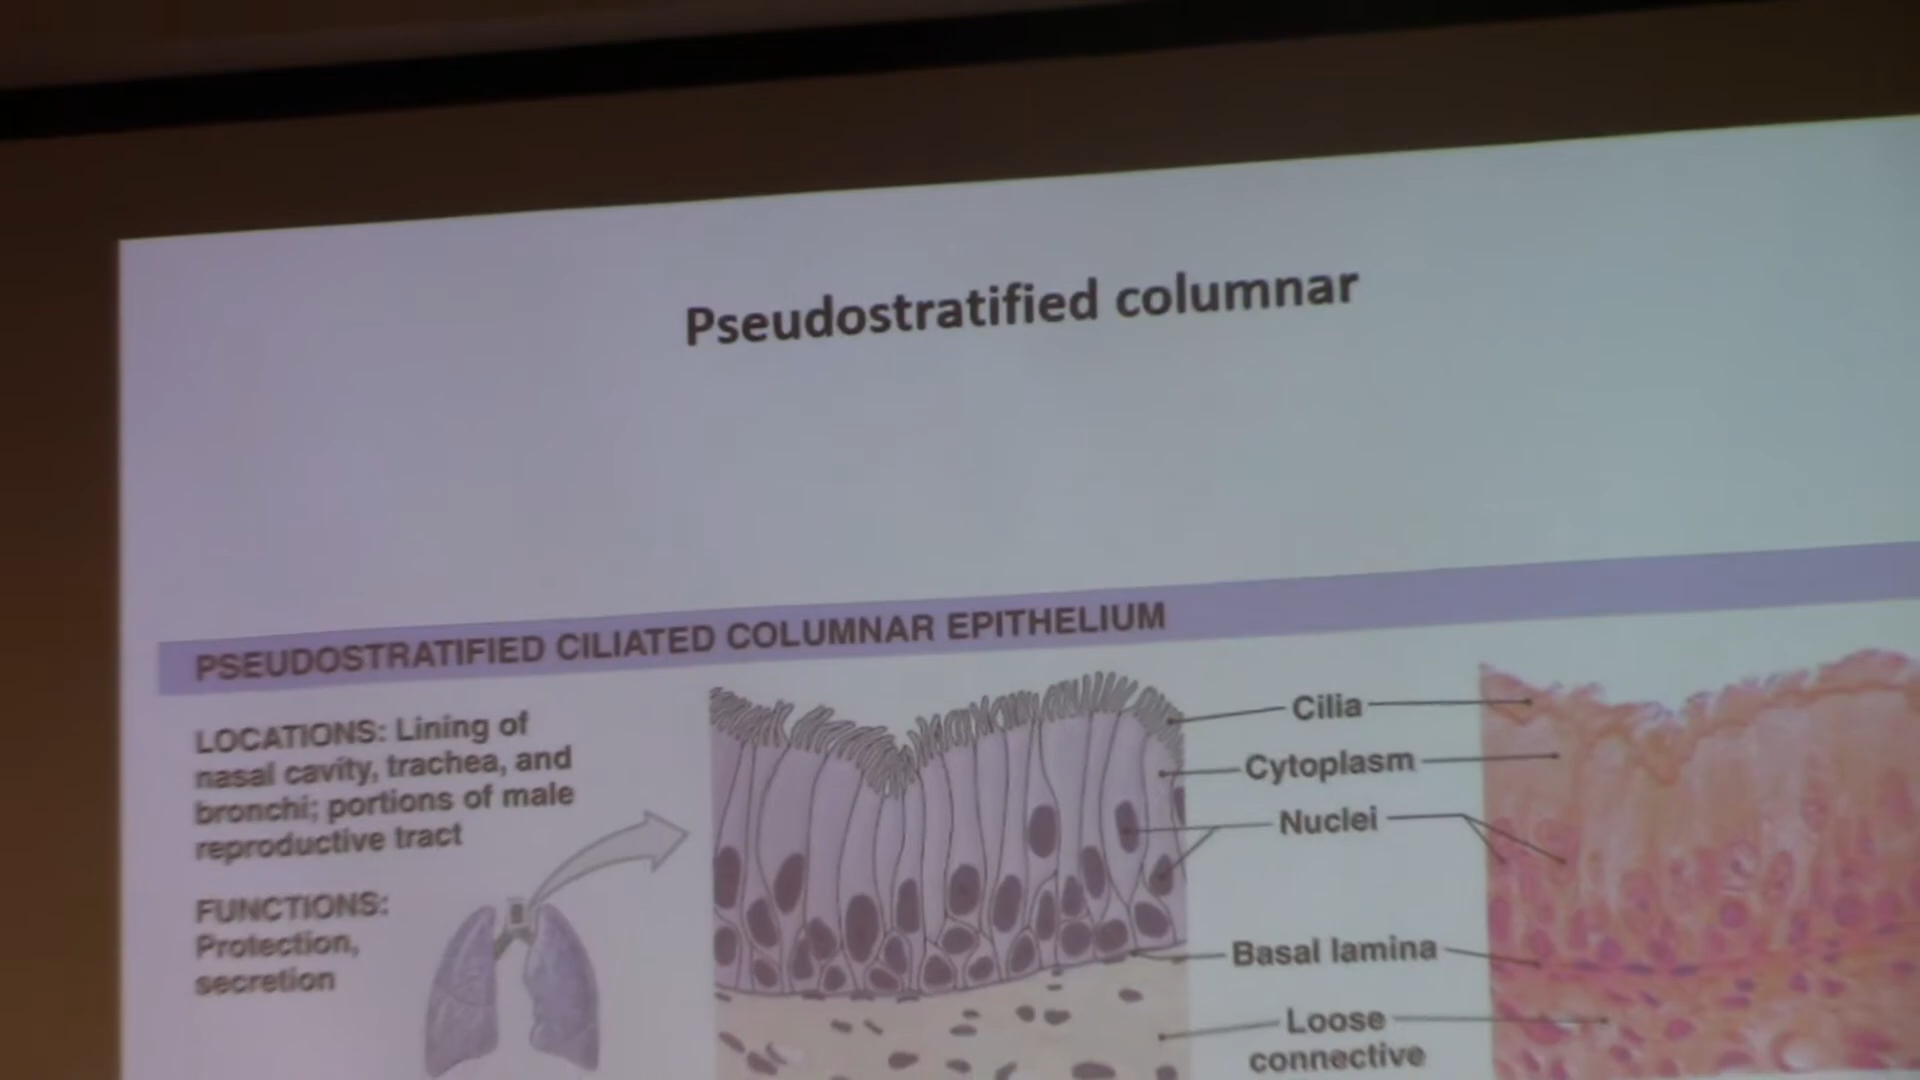 Pseudostratified columnar
PSEUDOSTRATIFIED CILIATED COLUMNAR EPITHELIUM
LOCATIONS: Lining of
nasal cavity, trachea, and
bronchi; portions of male
reproductive tract
FUNCTIONS:
Protection,
secretion
Cilia
Cytoplasm
Nuclei
Basal lamina
Loose
connective